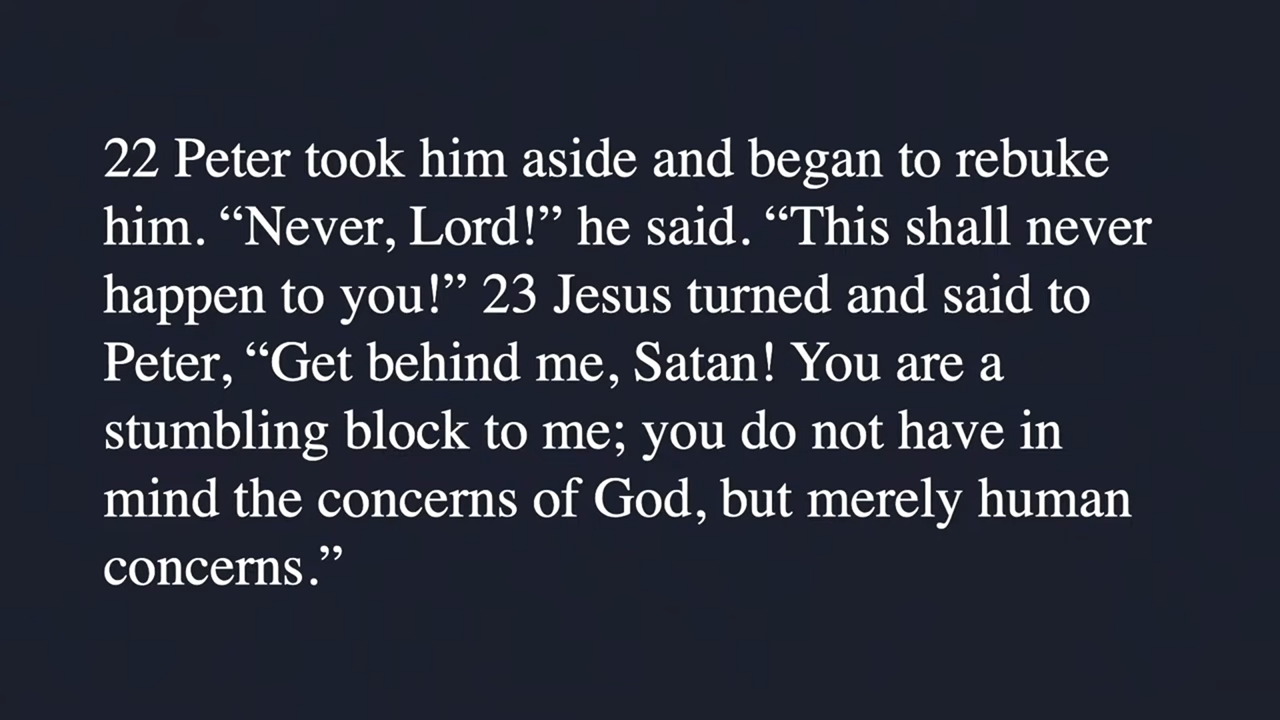 22 Peter took him aside and began to rebuke
him. “Never, Lord!” he said. “This shall never
happen to you!” 23 Jesus turned and said to
Peter, “Get behind me, Satan! You are a
stumbling block to me; you do not have in
mind the concerns of God, but merely human
concerns.”